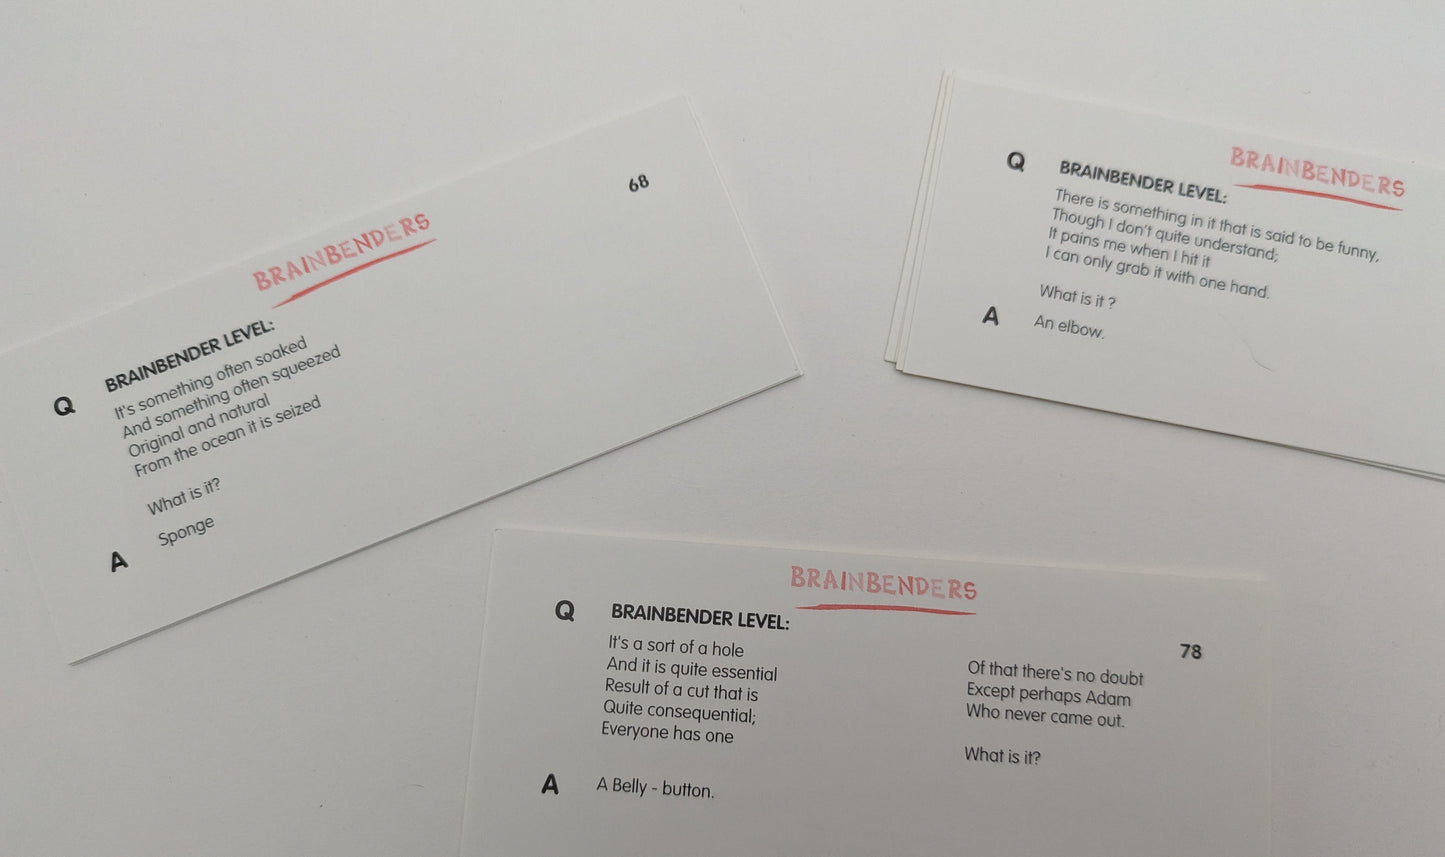 BRAINBENDERS
68
Q
BRAINBENDER LEVEL:
It's something often soaked
And something often squeezed
Original and natural
From the ocean it is seized
What is it?
A
Sponge
BRAINBENDERS
Q
BRAINBENDER LEVEL:
There is something in it that is said to be funny,
Though I don't quite understand;
It pains me when I hit it
I can only grab it with one hand.
What is it ?
A
An elbow.
BRAINBENDERS
78
Q
BRAINBENDER LEVEL:
It's a sort of a hole
And it is quite essential
Result of a cut that is
Quite consequential;
Everyone has one
Of that there's no doubt
Except perhaps Adam
Who never came out.
What is it?
A
A Belly - button.